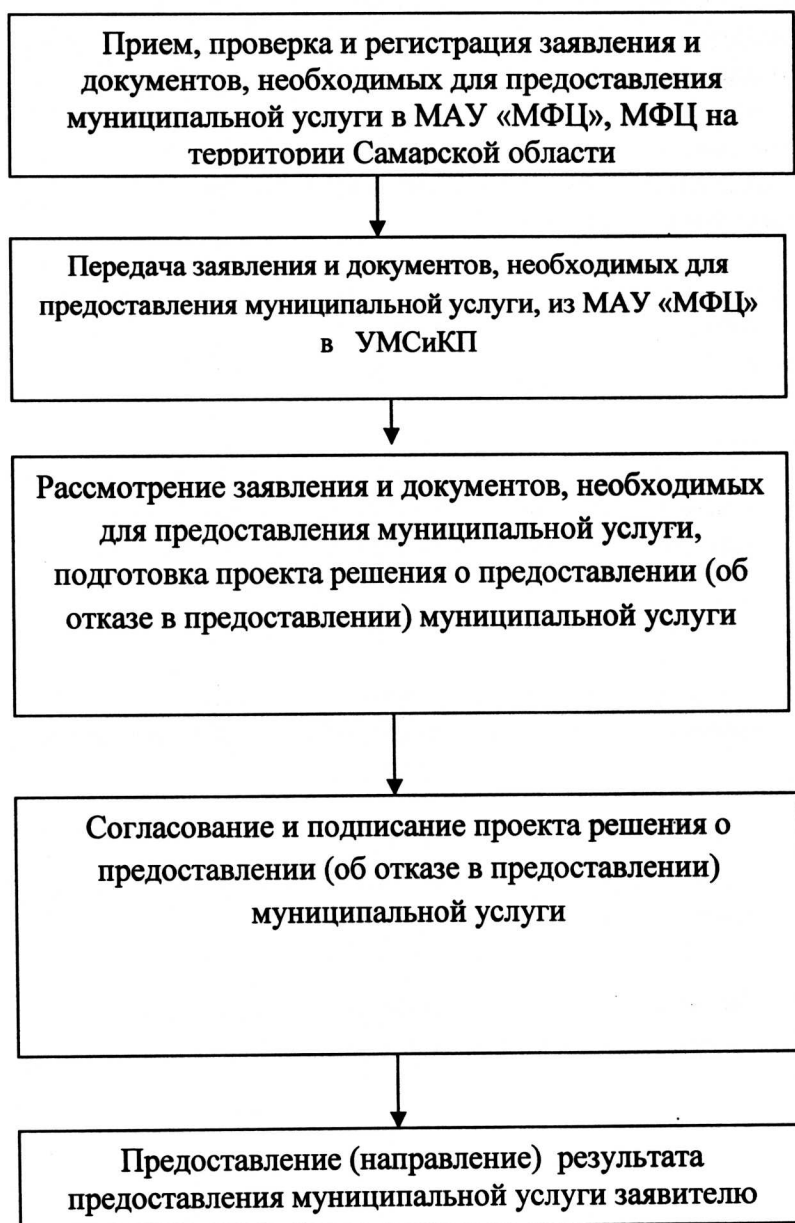 Прием, проверка и регистрация заявления и
документов, необходимых для предоставления
муниципальной услуги в МАУ «МФЦ», МФЦ на
территории Самарской области
Передача заявления и документов, необходимых для
предоставления муниципальной услуги, из МАУ «МФЦ»
в УМСиКП
Рассмотрение заявления и документов, необходимых
для предоставления муниципальной услуги,
подготовка проекта решения о предоставлении (об
отказе в предоставлении) муниципальной услуги
Согласование и подписание проекта решения о
предоставлении (об отказе в предоставлении)
муниципальной услуги
Предоставление (направление) результата
предоставления муниципальной услуги заявителю